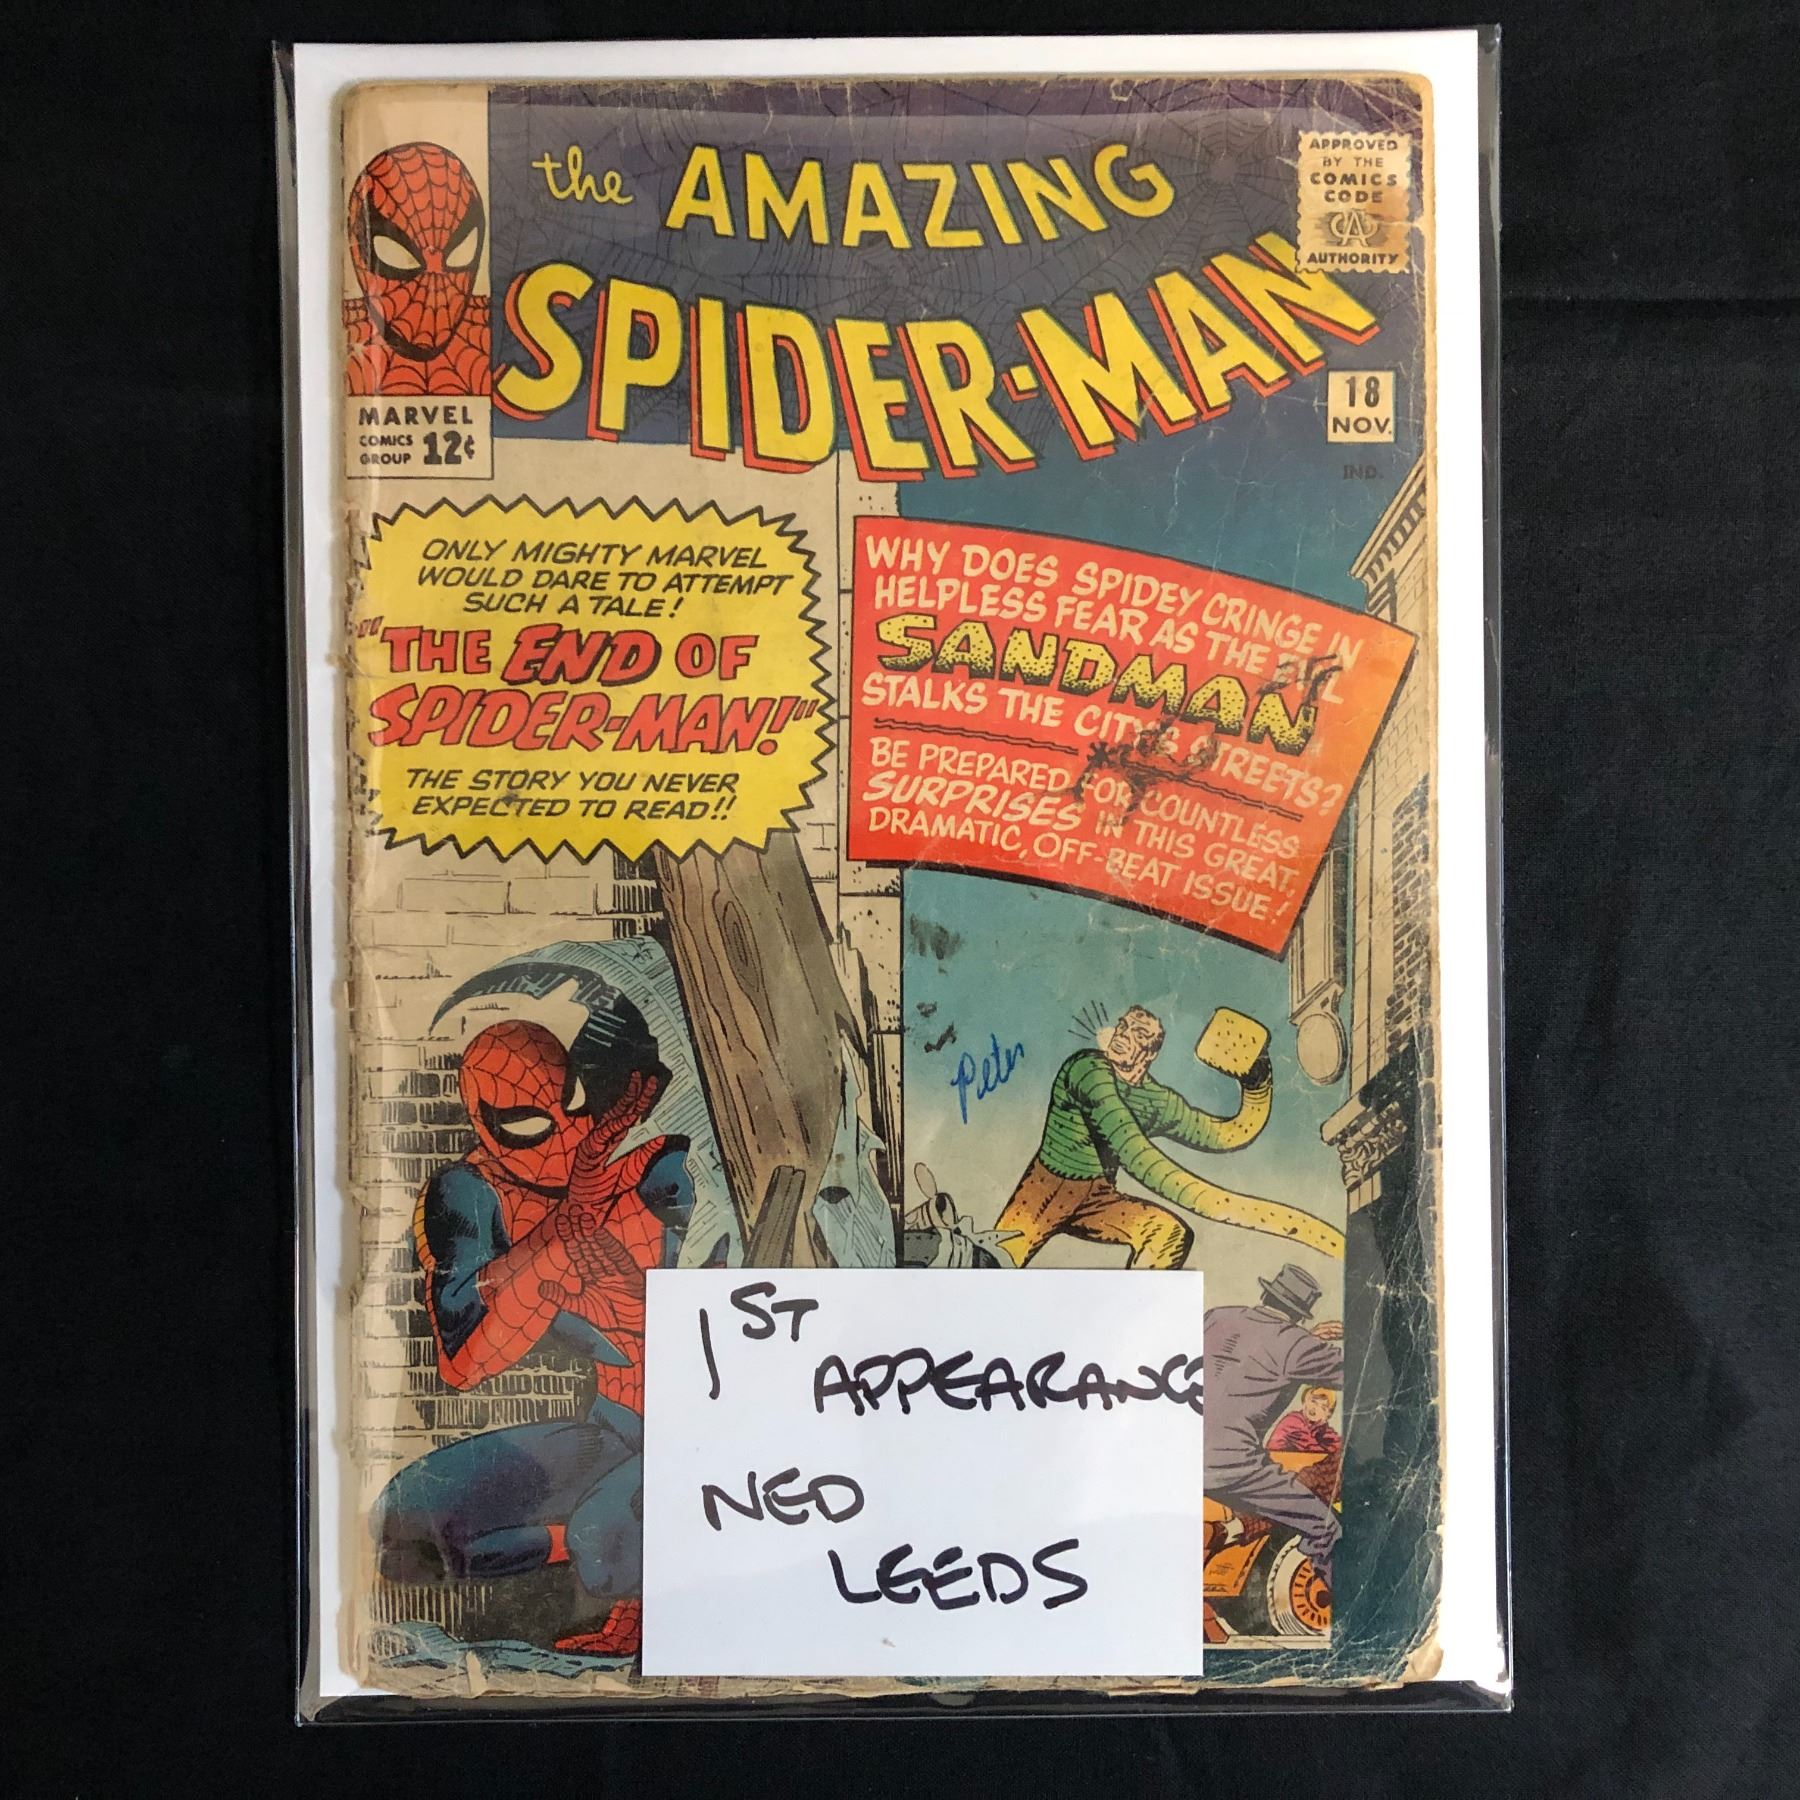 the AMAZING
SPIDER-MAN
APPROVED
BY THE
COMICS
CODE
CA
AUTHORITY
MARVEL
COMICS
GROUP 12¢
18
NOV.
IND.
ONLY MIGHTY MARVEL
WOULD DARE TO ATTEMPT
SUCH A TALE!
"THE END OF
SPIDER-MAN!"
THE STORY YOU NEVER
EXPECTED TO READ!!
WHY DOES SPIDEY CRINGE IN
HELPLESS FEAR AS THE EVIL
SANDMAN
STALKS THE CITY'S STREETS?
BE PREPARED FOR COUNTLESS
SURPRISES IN THIS GREAT,
DRAMATIC, OFF-BEAT ISSUE!
Peter
1ST
APPEARANCE
NED
LEEDS